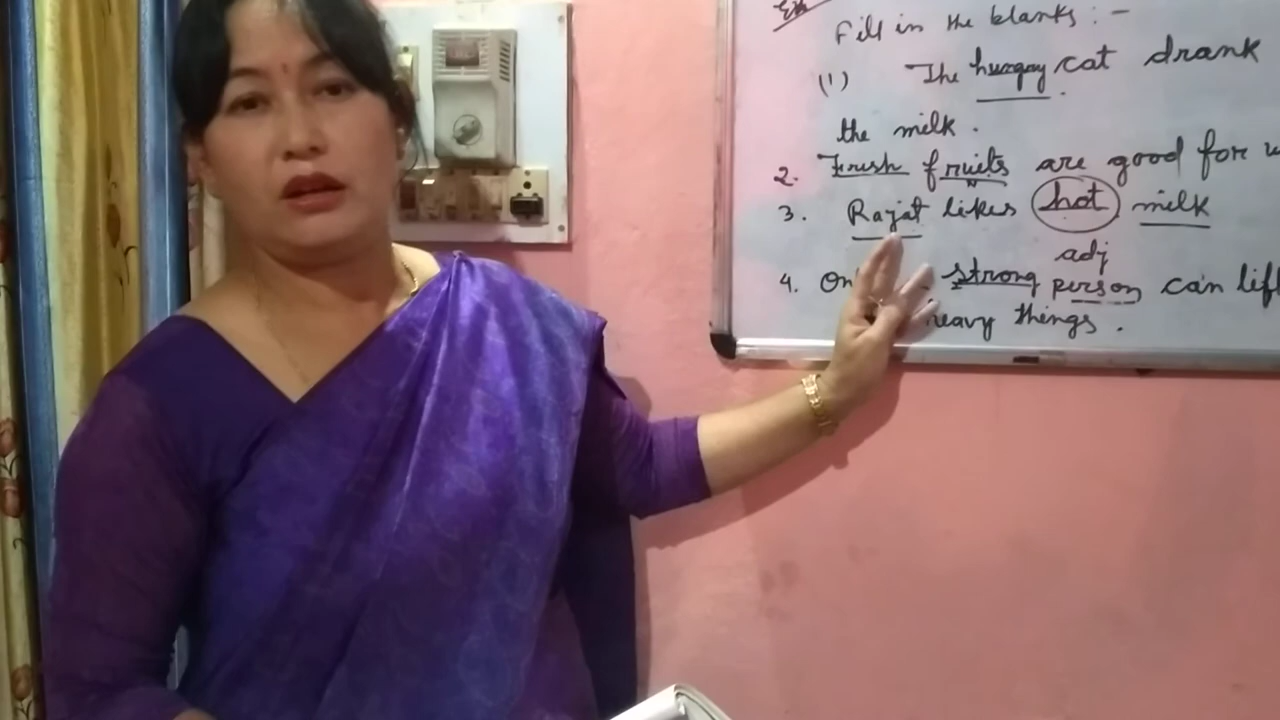 Ex
Fill in the blanks : -
(1) The hungry cat drank
the milk .
2. Fresh fruits are good for
3. Rajat likes hot milk
adj
4. strong person can lift
heavy things .